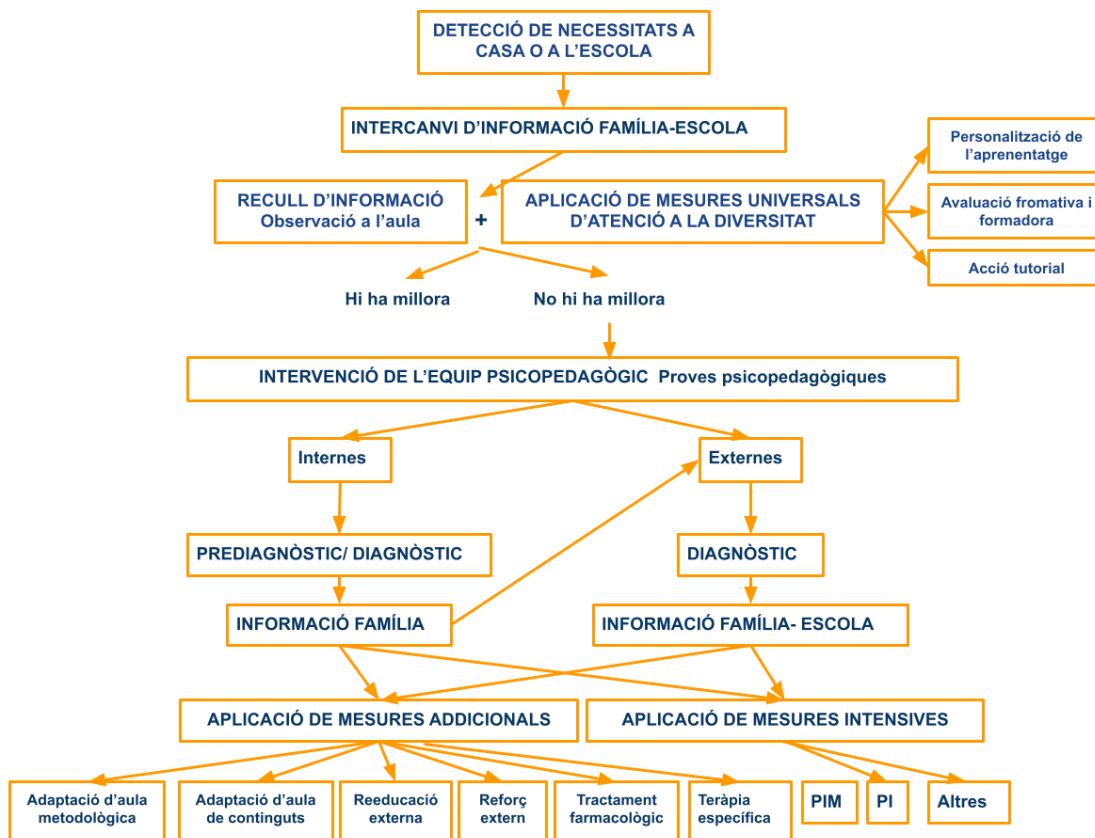 DETECCIÓ DE NECESSITATS A
CASA O A L’ESCOLA
INTERCANVI D’INFORMACIÓ FAMÍLIA-ESCOLA
Personalització de
l’aprenentatge
RECULL D’INFORMACIÓ
Observació a l’aula
+
APLICACIÓ DE MESURES UNIVERSALS
D’ATENCIÓ A LA DIVERSITAT
Avaluació fromativa i
formadora
Acció tutorial
Hi ha millora
No hi ha millora
INTERVENCIÓ DE L’EQUIP PSICOPEDAGÒGIC Proves psicopedagògiques
Internes
Externes
PREDIAGNÒSTIC/ DIAGNÒSTIC
DIAGNÒSTIC
INFORMACIÓ FAMÍLIA
INFORMACIÓ FAMÍLIA- ESCOLA
APLICACIÓ DE MESURES ADDICIONALS
APLICACIÓ DE MESURES INTENSIVES
Adaptació d’aula
metodològica
Adaptació d’aula
de continguts
Reeducació
externa
Reforç
extern
Tractament
farmacològic
Teràpia
específica
PIM
PI
Altres